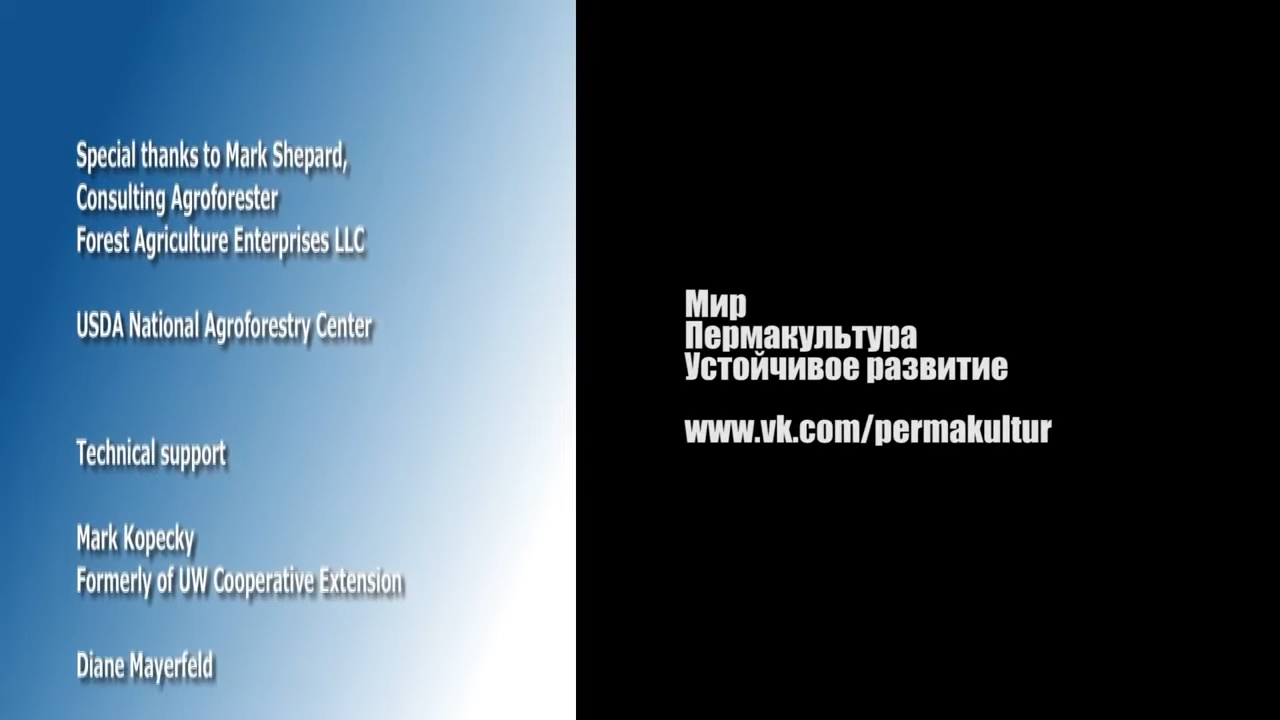 Special thanks to Mark Shepard,
Consulting Agroforester
Forest Agriculture Enterprises LLC
USDA National Agroforestry Center
Technical support
Mark Kopecky
Formerly of UW Cooperative Extension
Diane Mayerfeld
Мир
Пермакультура
Устойчивое развитие
www.vk.com/permakultur